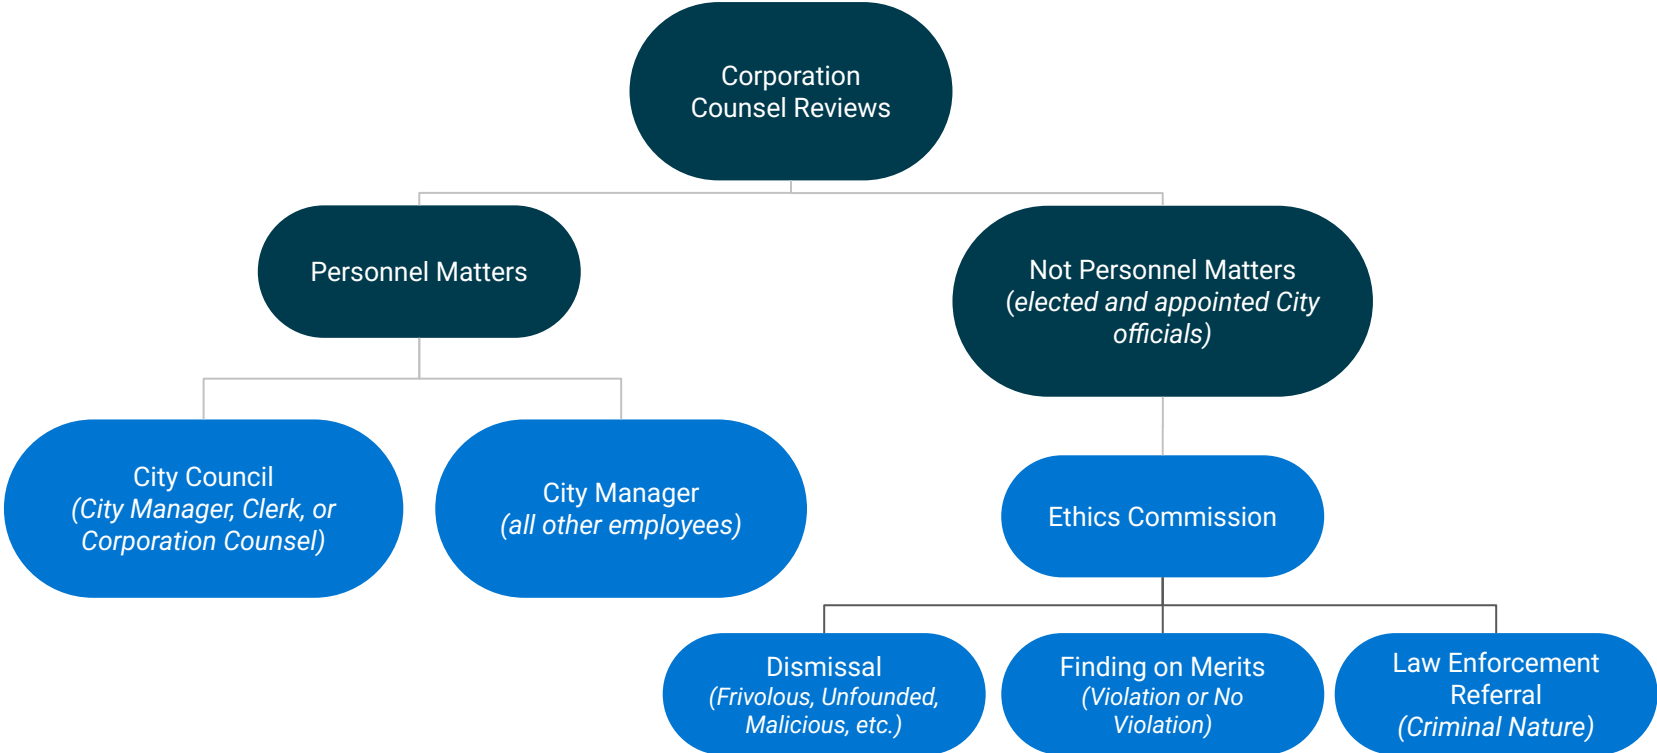 Corporation
Counsel Reviews
Personnel Matters
Not Personnel Matters
(elected and appointed City
officials)
City Council
(City Manager, Clerk, or
Corporation Counsel)
City Manager
(all other employees)
Ethics Commission
Dismissal
(Frivolous, Unfounded,
Malicious, etc.)
Finding on Merits
(Violation or No
Violation)
Law Enforcement
Referral
(Criminal Nature)